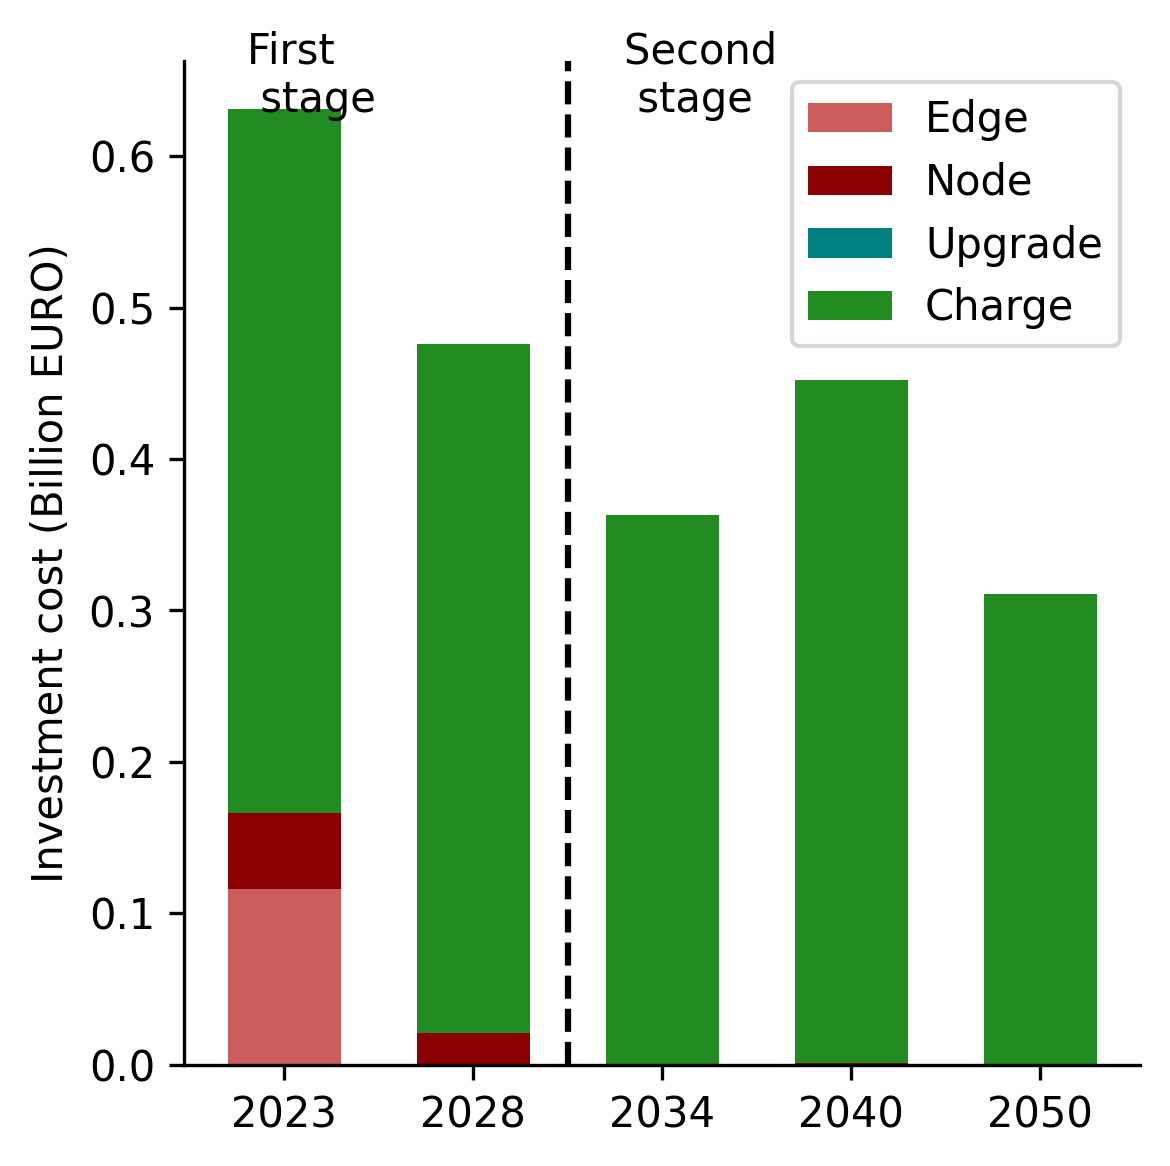 First
stage
Second
stage
Edge
Node
Upgrade
Charge
Investment cost (Billion EURO)
0.6
0.5
0.4
0.3
0.2
0.1
0.0
2023 2028 2034 2040 2050